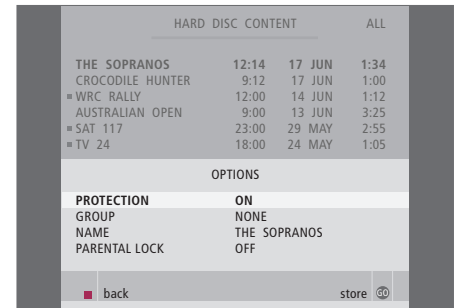 HARD DISC CONTENT ALL
THE SOPRANOS 12:14 17 JUN 1:34
CROCODILE HUNTER 9:12 17 JUN 1:00
WRC RALLY 12:00 14 JUN 1:12
AUSTRALIAN OPEN 9:00 13 JUN 3:25
SAT 117 23:00 29 MAY 2:55
TV 24 18:00 24 MAY 1:05
OPTIONS
PROTECTION ON
GROUP NONE
NAME THE SOPRANOS
PARENTAL LOCK OFF
back store GO